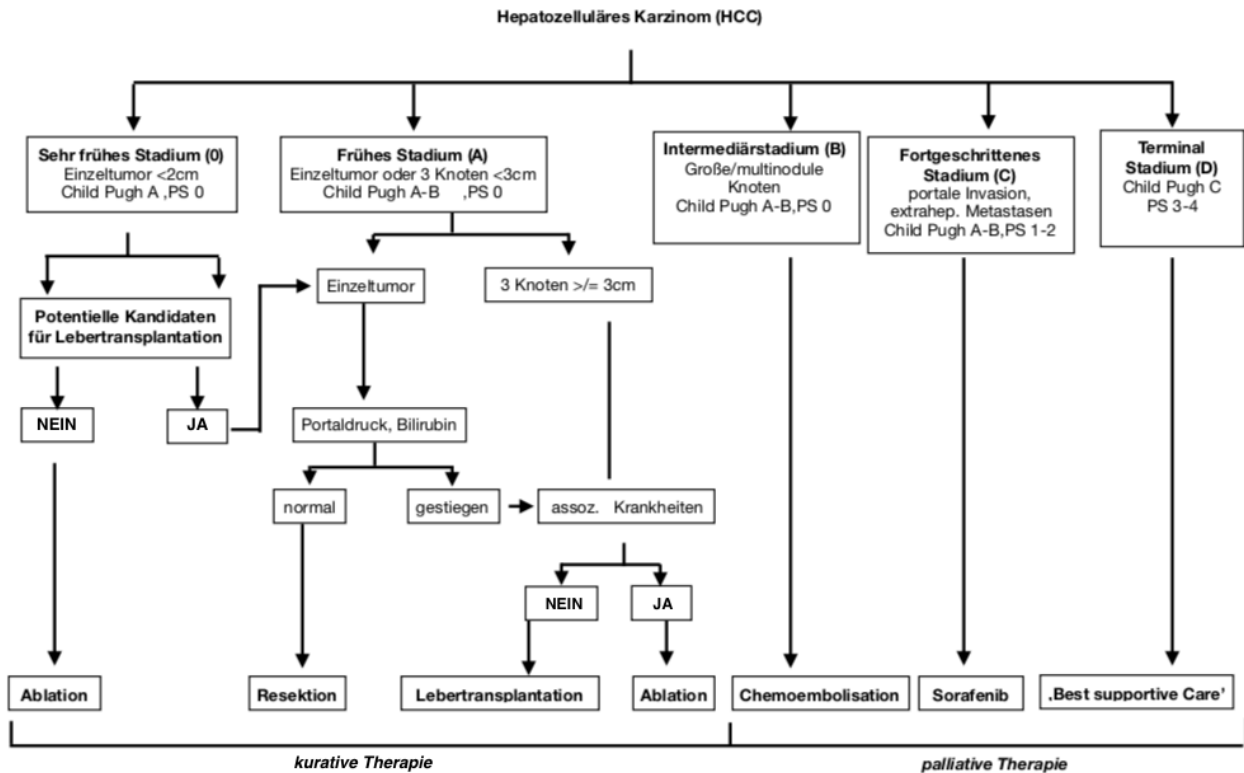 Hepatozelluläres Karzinom (HCC)
Sehr frühes Stadium (0)
Einzeltumor <2cm
Child Pugh A ,PS 0
Frühes Stadium (A)
Einzeltumor oder 3 Knoten <3cm
Child Pugh A-B ,PS 0
Intermediärstadium (B)
Große/multinodule
Knoten
Child Pugh A-B,PS 0
Fortgeschrittenes
Stadium (C)
portale Invasion,
extrahep. Metastasen
Child Pugh A-B,PS 1-2
Terminal
Stadium (D)
Child Pugh C
PS 3-4
Potentielle Kandidaten
für Lebertransplantation
Einzeltumor
3 Knoten >/= 3cm
NEIN
JA
Portaldruck, Bilirubin
normal
gestiegen
assoz. Krankheiten
NEIN
JA
Ablation
Resektion
Lebertransplantation
Ablation
Chemoembolisation
Sorafenib
‚Best supportive Care’
kurative Therapie
palliative Therapie